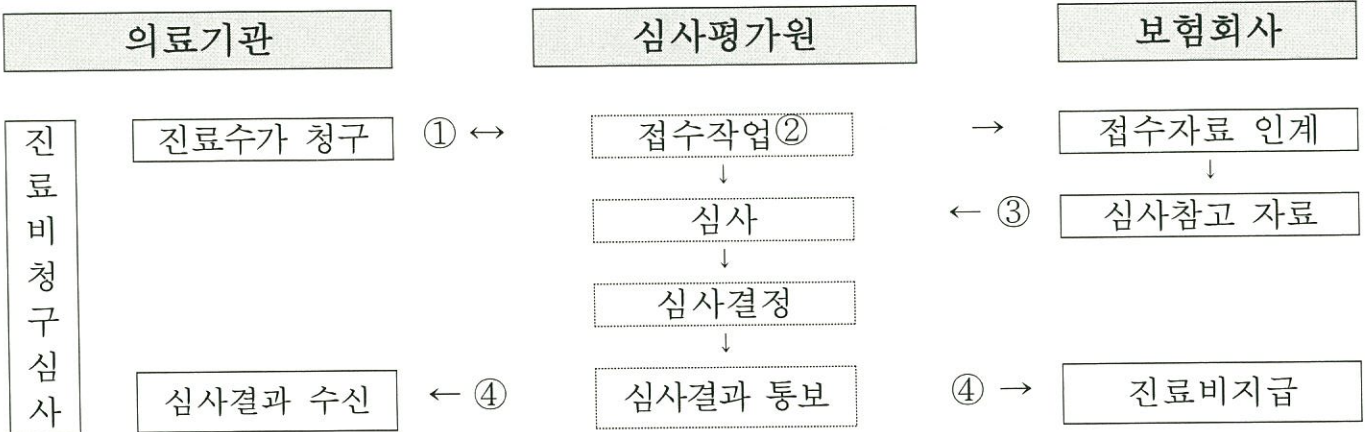 의료기관 심사평가원 보험회사
진료비청구심사
진료수가 청구 ① ↔ 접수작업② → 접수자료 인계
↓ ↓
심사 ← ③ 심사참고 자료
↓
심사결정
↓
심사결과 수신 ← ④ 심사결과 통보 ④ → 진료비지급